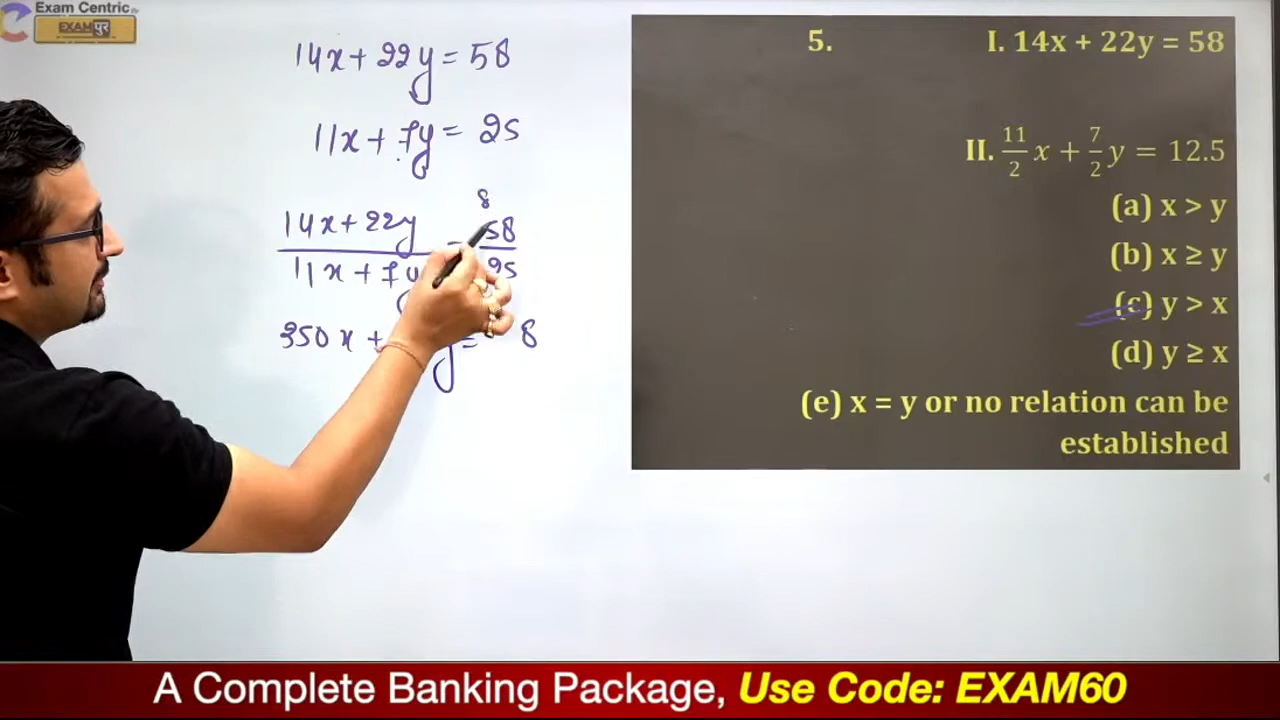 Exam Centric
EXAMपुर
14x + 22y = 58
11x + 7y = 25
8
14x + 22y = 58
11x + 7y 25
350x + y = 8
5. I. 14x + 22y = 58
II. 11/2 x + 7/2 y = 12.5
(a) x > y
(b) x ≥ y
(c) y > x
(d) y ≥ x
(e) x = y or no relation can be
established
A Complete Banking Package, Use Code: EXAM60